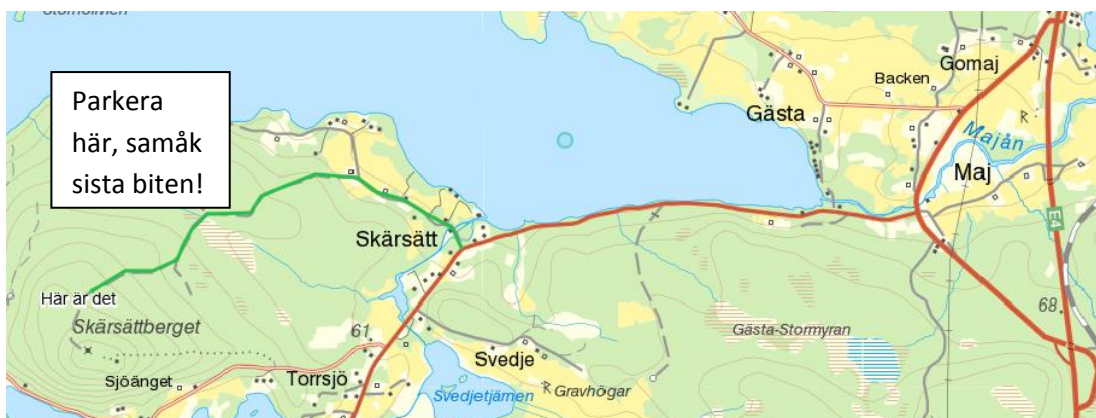 Storholmen
Parkera
här, samåk
sista biten!
Gomaj
Backen
Gästa
R
Majån
Maj
E4
Skärsätt
Här är det
Skärsättberget
61
68.
Gästa-Stormyran
Svedje
Sjöänget
Torrsjö
R Gravhögar
Svedjetjärnen